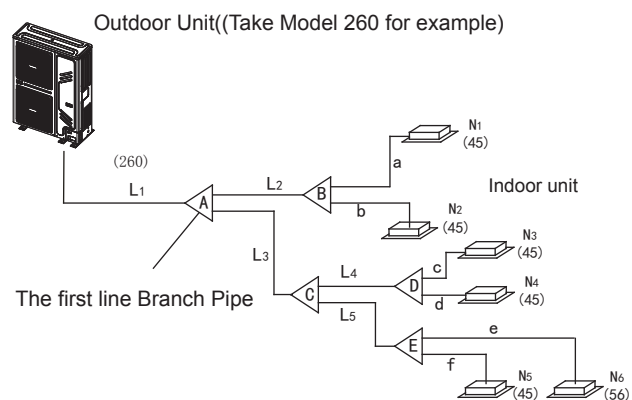 Outdoor Unit((Take Model 260 for example)
(260)
L1
L2
A
B
a
b
N1
(45)
Indoor unit
N2
(45)
L3
L4
L5
C
D
c
d
N3
(45)
N4
(45)
The first line Branch Pipe
E
e
f
N5
(45)
N6
(56)